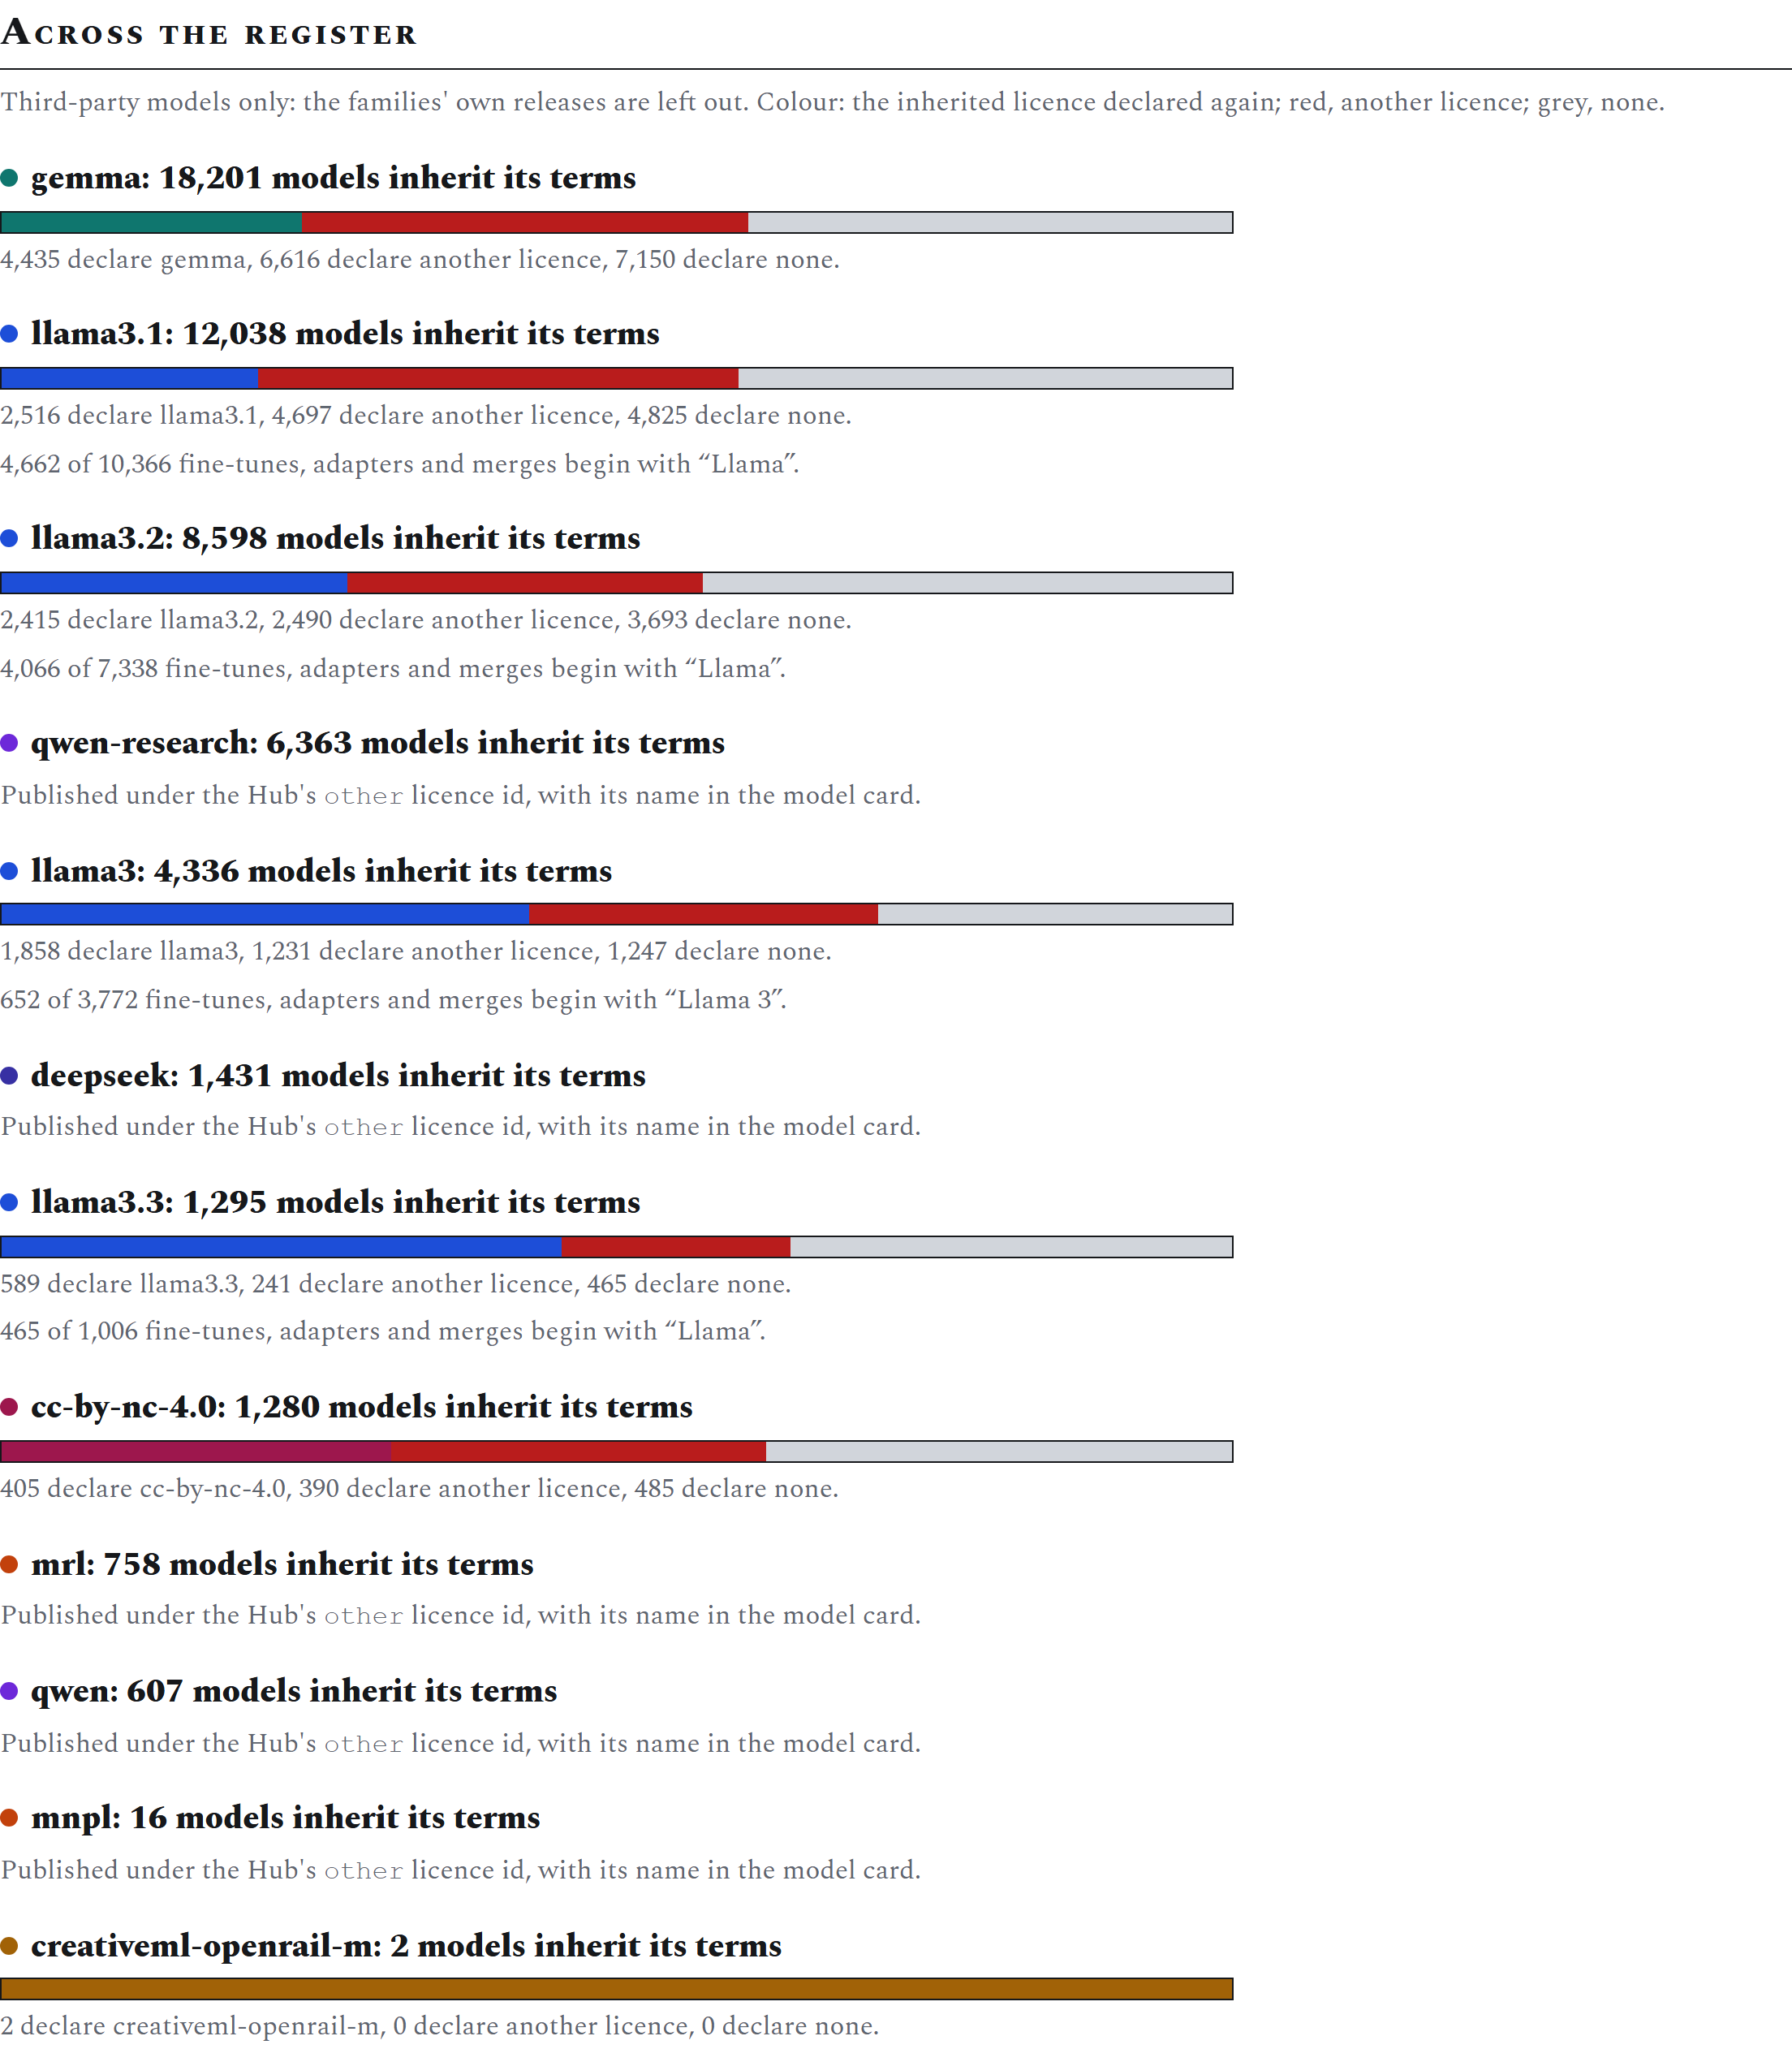 Across the register
Third-party models only: the families' own releases are left out. Colour: the inherited licence declared again; red, another licence; grey, none.
gemma: 18,201 models inherit its terms
4,435 declare gemma, 6,616 declare another licence, 7,150 declare none.
llama3.1: 12,038 models inherit its terms
2,516 declare llama3.1, 4,697 declare another licence, 4,825 declare none.
4,662 of 10,366 fine-tunes, adapters and merges begin with “Llama”.
llama3.2: 8,598 models inherit its terms
2,415 declare llama3.2, 2,490 declare another licence, 3,693 declare none.
4,066 of 7,338 fine-tunes, adapters and merges begin with “Llama”.
qwen-research: 6,363 models inherit its terms
Published under the Hub's other licence id, with its name in the model card.
llama3: 4,336 models inherit its terms
1,858 declare llama3, 1,231 declare another licence, 1,247 declare none.
652 of 3,772 fine-tunes, adapters and merges begin with “Llama 3”.
deepseek: 1,431 models inherit its terms
Published under the Hub's other licence id, with its name in the model card.
llama3.3: 1,295 models inherit its terms
589 declare llama3.3, 241 declare another licence, 465 declare none.
465 of 1,006 fine-tunes, adapters and merges begin with “Llama”.
cc-by-nc-4.0: 1,280 models inherit its terms
405 declare cc-by-nc-4.0, 390 declare another licence, 485 declare none.
mrl: 758 models inherit its terms
Published under the Hub's other licence id, with its name in the model card.
qwen: 607 models inherit its terms
Published under the Hub's other licence id, with its name in the model card.
mnpl: 16 models inherit its terms
Published under the Hub's other licence id, with its name in the model card.
creativeml-openrail-m: 2 models inherit its terms
2 declare creativeml-openrail-m, 0 declare another licence, 0 declare none.